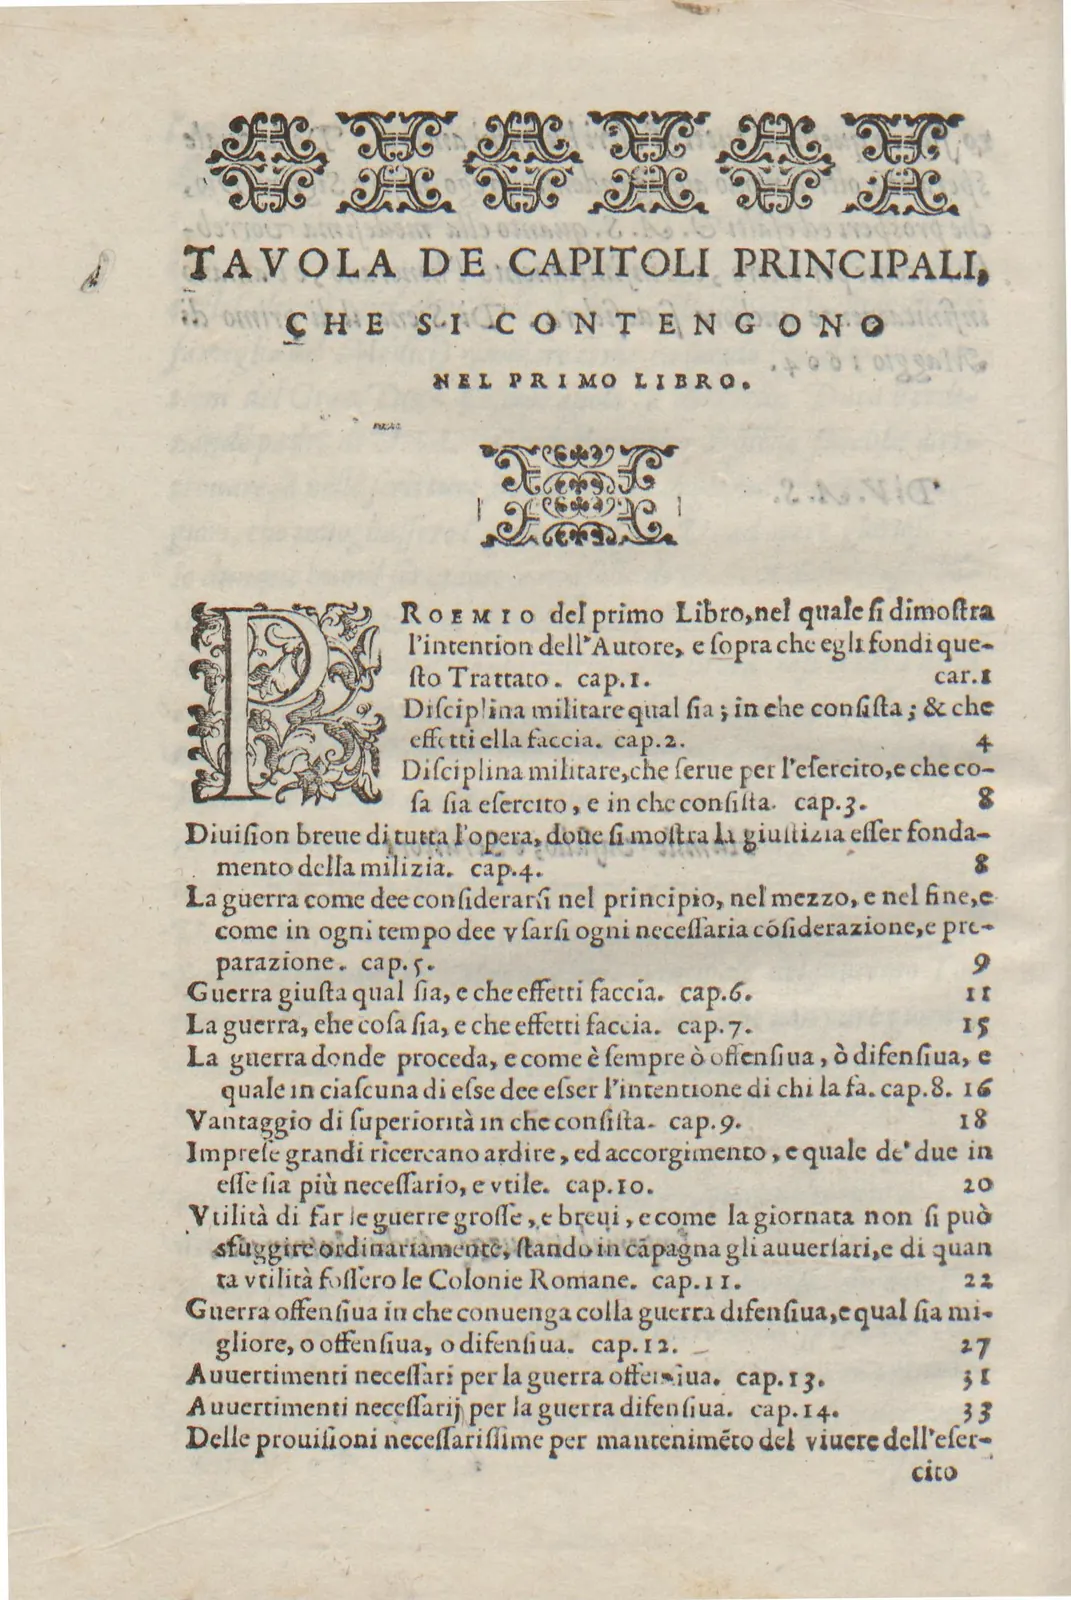 TAVOLA DE CAPITOLI PRINCIPALI,
CHE SI CONTENGONO
NEL PRIMO LIBRO.
PROEMIO del primo Libro, nel quale ſi dimoſtra
l'intention dell'Autore, e ſopra che egli fondi que-
ſto Trattato. cap.1. car.1
Diſciplina militare qual ſia; in che conſiſta; & che
effetti ella faccia. cap.2. 4
Diſciplina militare, che ſerue per l'eſercito, e che co-
ſa ſia eſercito, e in che conſiſta. cap.3. 8
Diuiſion breue di tutta l'opera, doue ſi moſtra la giuſtizia eſſer fonda-
mento della milizia. cap.4. 8
La guerra come dee conſiderarſi nel principio, nel mezzo, e nel fine, e
come in ogni tempo dee vſarſi ogni neceſſaria cōſiderazione, e pre-
parazione. cap.5. 9
Guerra giuſta qual ſia, e che effetti faccia. cap.6. 11
La guerra, che coſa ſia, e che effetti faccia. cap.7. 15
La guerra donde proceda, e come è ſempre ò offenſiua, ò difenſiua, e
quale in ciaſcuna di eſse dee eſser l'intentione di chi la fà. cap.8. 16
Vantaggio di ſuperiorità in che conſiſta. cap.9. 18
Impreſe grandi ricercano ardire, ed accorgimento, e quale de' due in
eſſe ſia più neceſſario, e vtile. cap.10. 20
Vtilità di far le guerre groſſe, e breui, e come la giornata non ſi può
sfuggire ordinariamente, ſtando in cāpagna gli auuerſari, e di quan
ta vtilità foſſero le Colonie Romane. cap.11. 22
Guerra offenſiua in che conuenga colla guerra difenſiua, e qual ſia mi-
gliore, o offenſiua, o difenſiua. cap.12. 27
Auuertimenti neceſſari per la guerra offenſiua. cap.13. 31
Auuertimenti neceſſarij per la guerra difenſiua. cap.14. 33
Delle prouiſioni neceſſariſſime per mantenimēto del viuere dell'eſer-
cito